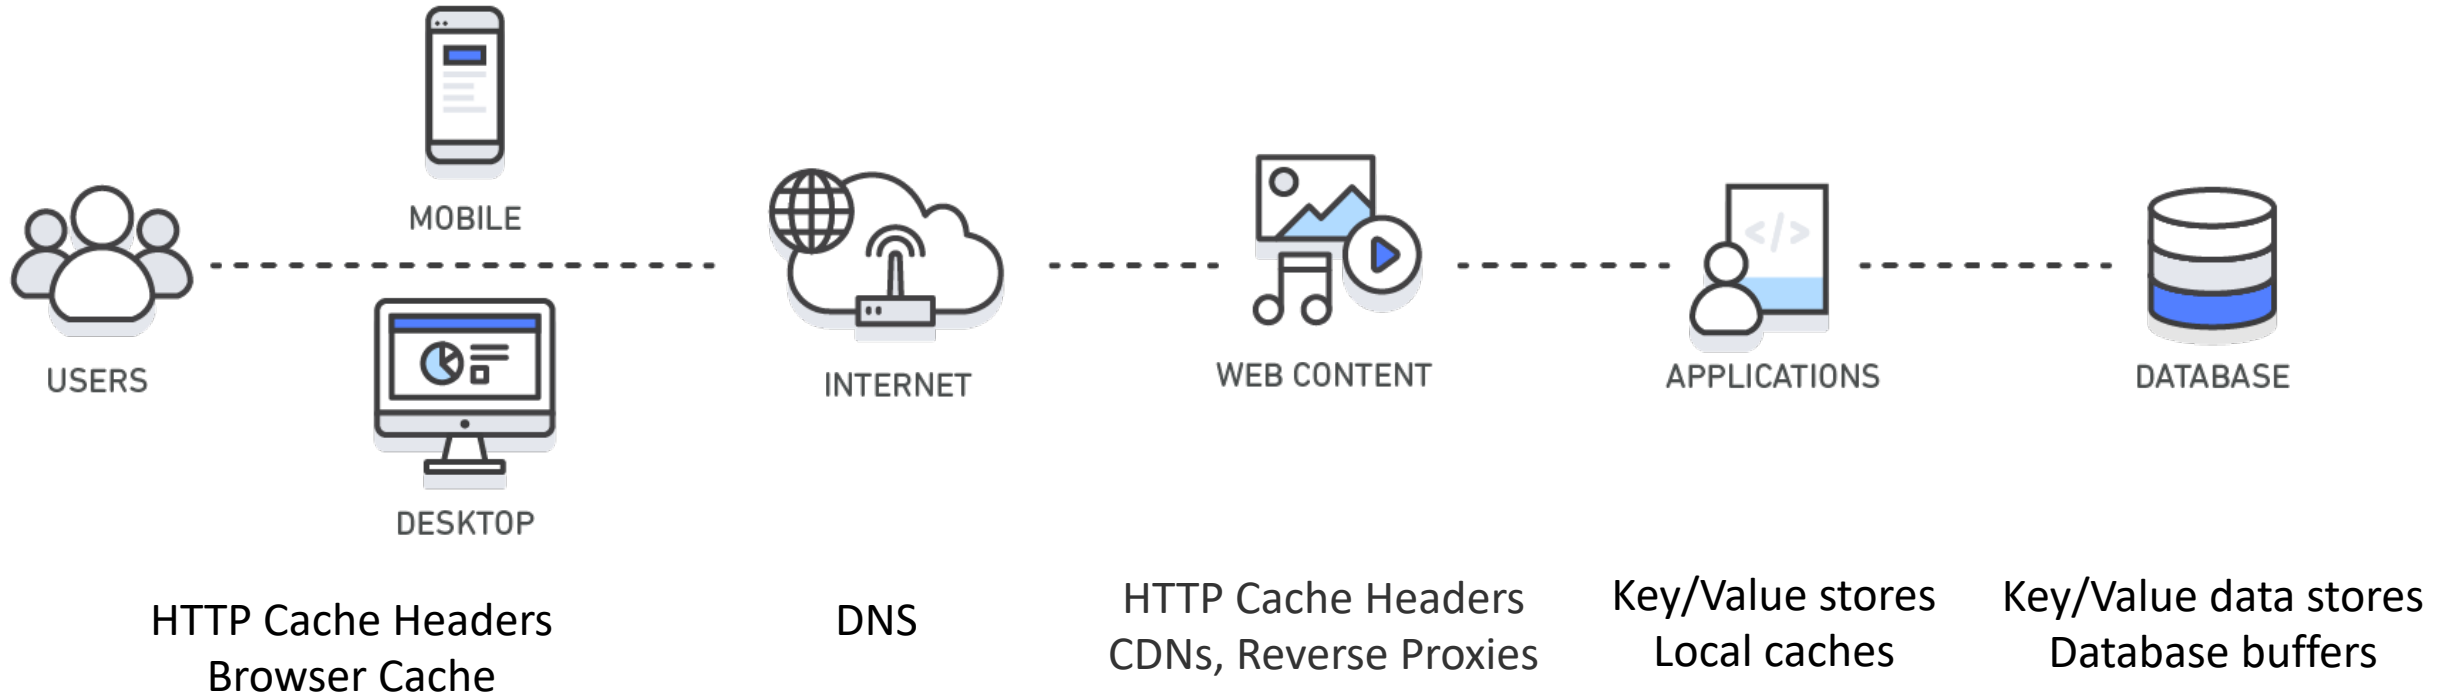 MOBILE
USERS
DESKTOP
INTERNET
WEB CONTENT
</>
APPLICATIONS
DATABASE
HTTP Cache Headers
Browser Cache
DNS
HTTP Cache Headers
CDNs, Reverse Proxies
Key/Value stores
Local caches
Key/Value data stores
Database buffers